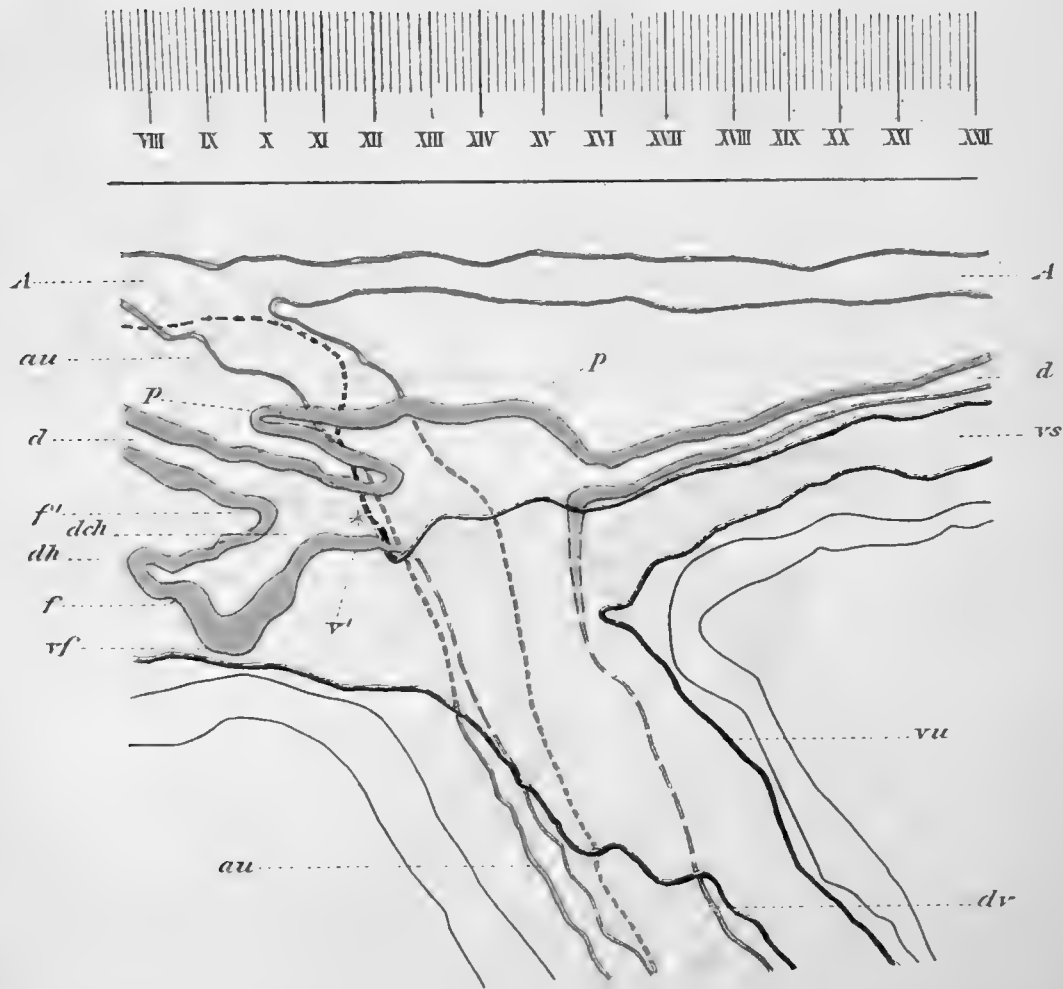 VIII IX X XI XII XIII XIV XV XVI XVII XVIII XIX XX XXI XXII
A A
au
p p
d d
vs
f'
dch
dh
f
v'
vf
vu
au
dv